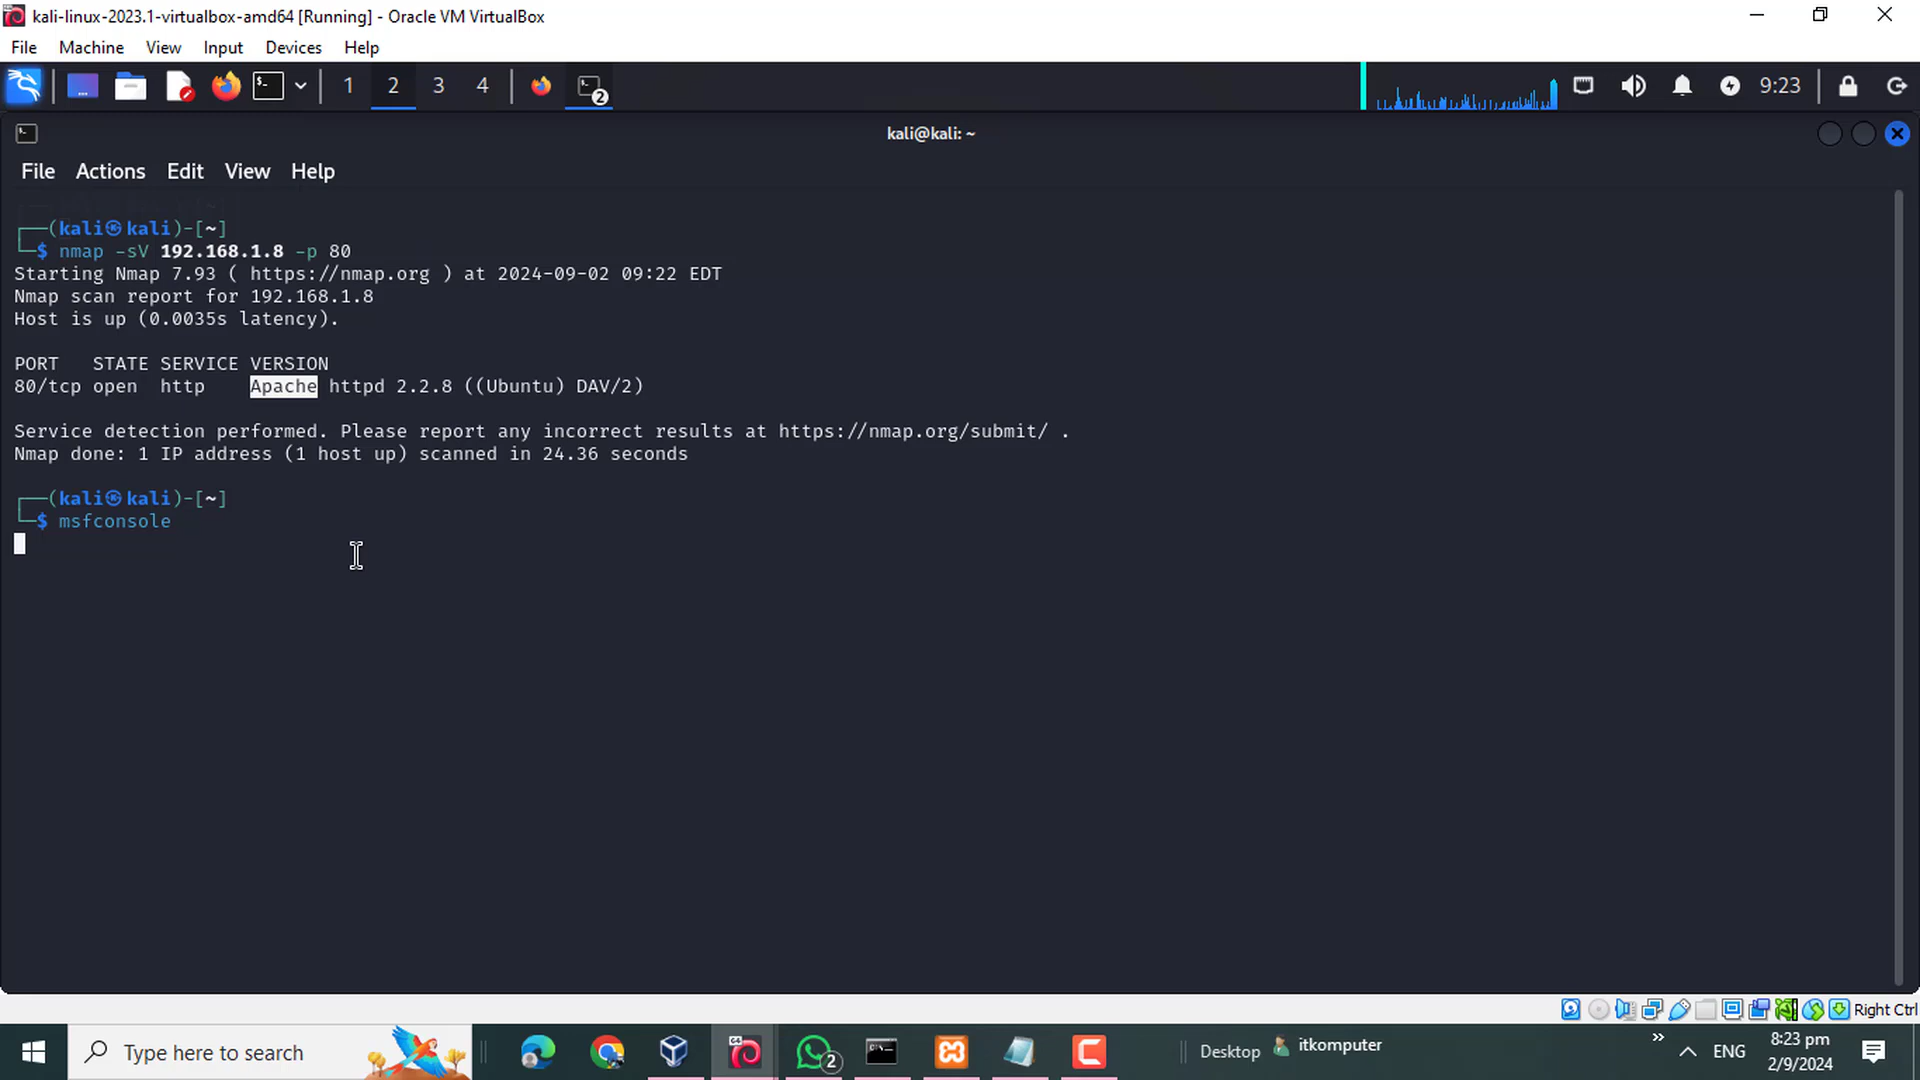 kali-linux-2023.1-virtualbox-amd64 [Running] - Oracle VM VirtualBox
File Machine View Input Devices Help
1 2 3 4 2 9:23
kali@kali: ~
File Actions Edit View Help
┌──(kali㉿kali)-[~]
└─$ nmap -sV 192.168.1.8 -p 80
Starting Nmap 7.93 ( https://nmap.org ) at 2024-09-02 09:22 EDT
Nmap scan report for 192.168.1.8
Host is up (0.0035s latency).
PORT STATE SERVICE VERSION
80/tcp open http Apache httpd 2.2.8 ((Ubuntu) DAV/2)
Service detection performed. Please report any incorrect results at https://nmap.org/submit/ .
Nmap done: 1 IP address (1 host up) scanned in 24.36 seconds
┌──(kali㉿kali)-[~]
└─$ msfconsole
Right Ctrl
Type here to search
64
2
Desktop
itkomputer
»
ENG
8:23 pm
2/9/2024